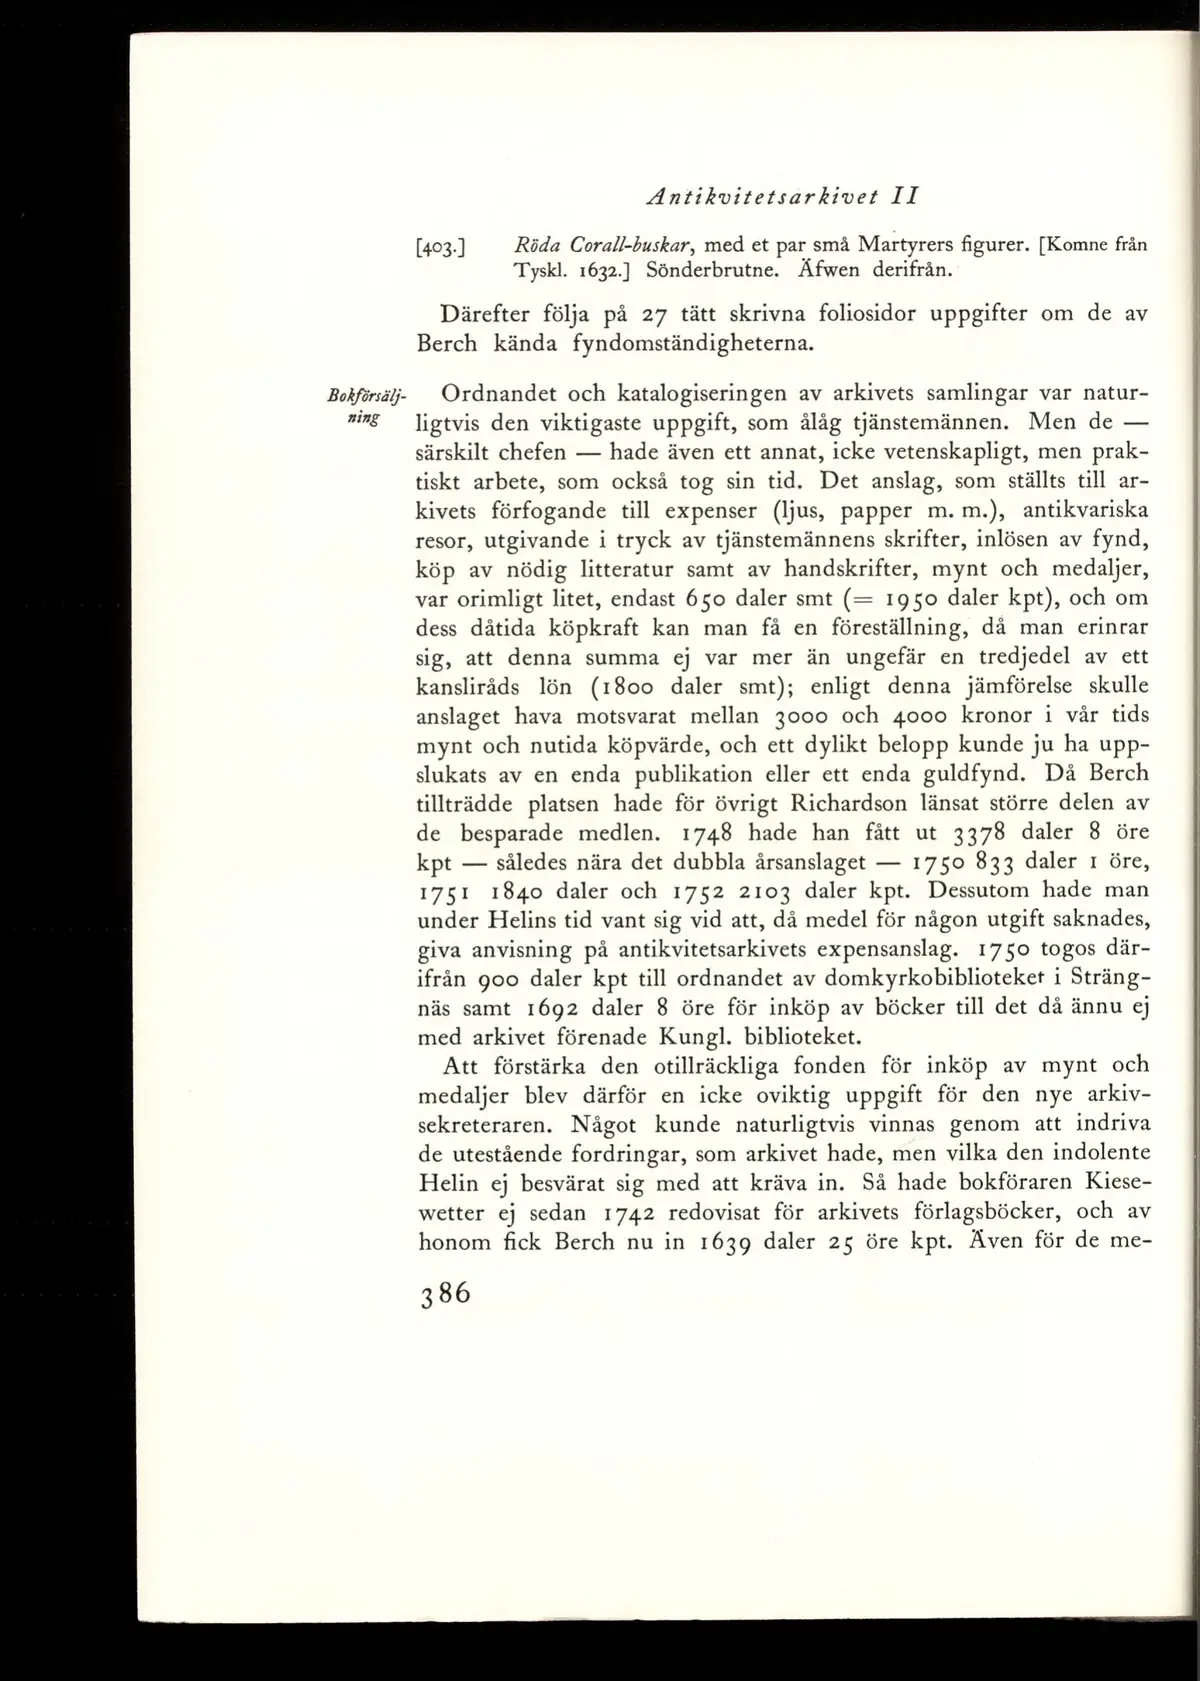 Antikvitetsarkivet II
[403.] Röda Corall-buskar, med et par små Martyrers figurer. [Komne från
Tyskl. 1632.] Sönderbrutne. Äfwen derifrån.
Därefter följa på 27 tätt skrivna foliosidor uppgifter om de av
Berch kända fyndomständigheterna.
Bokförsälj-
ning
Ordnandet och katalogiseringen av arkivets samlingar var natur-
ligtvis den viktigaste uppgift, som ålåg tjänstemännen. Men de —
särskilt chefen — hade även ett annat, icke vetenskapligt, men prak-
tiskt arbete, som också tog sin tid. Det anslag, som ställts till ar-
kivets förfogande till expenser (ljus, papper m. m.), antikvariska
resor, utgivande i tryck av tjänstemännens skrifter, inlösen av fynd,
köp av nödig litteratur samt av handskrifter, mynt och medaljer,
var orimligt litet, endast 650 daler smt (= 1950 daler kpt), och om
dess dåtida köpkraft kan man få en föreställning, då man erinrar
sig, att denna summa ej var mer än ungefär en tredjedel av ett
kansliråds lön (1800 daler smt); enligt denna jämförelse skulle
anslaget hava motsvarat mellan 3000 och 4000 kronor i vår tids
mynt och nutida köpvärde, och ett dylikt belopp kunde ju ha upp-
slukats av en enda publikation eller ett enda guldfynd. Då Berch
tillträdde platsen hade för övrigt Richardson länsat större delen av
de besparade medlen. 1748 hade han fått ut 3378 daler 8 öre
kpt — således nära det dubbla årsanslaget — 1750 833 daler 1 öre,
1751 1840 daler och 1752 2103 daler kpt. Dessutom hade man
under Helins tid vant sig vid att, då medel för någon utgift saknades,
giva anvisning på antikvitetsarkivets expensanslag. 1750 togos där-
ifrån 900 daler kpt till ordnandet av domkyrkobiblioteket i Sträng-
näs samt 1692 daler 8 öre för inköp av böcker till det då ännu ej
med arkivet förenade Kungl. biblioteket.
Att förstärka den otillräckliga fonden för inköp av mynt och
medaljer blev därför en icke oviktig uppgift för den nye arkiv-
sekreteraren. Något kunde naturligtvis vinnas genom att indriva
de utestående fordringar, som arkivet hade, men vilka den indolente
Helin ej besvärat sig med att kräva in. Så hade bokföraren Kiese-
wetter ej sedan 1742 redovisat för arkivets förlagsböcker, och av
honom fick Berch nu in 1639 daler 25 öre kpt. Även för de me-
386